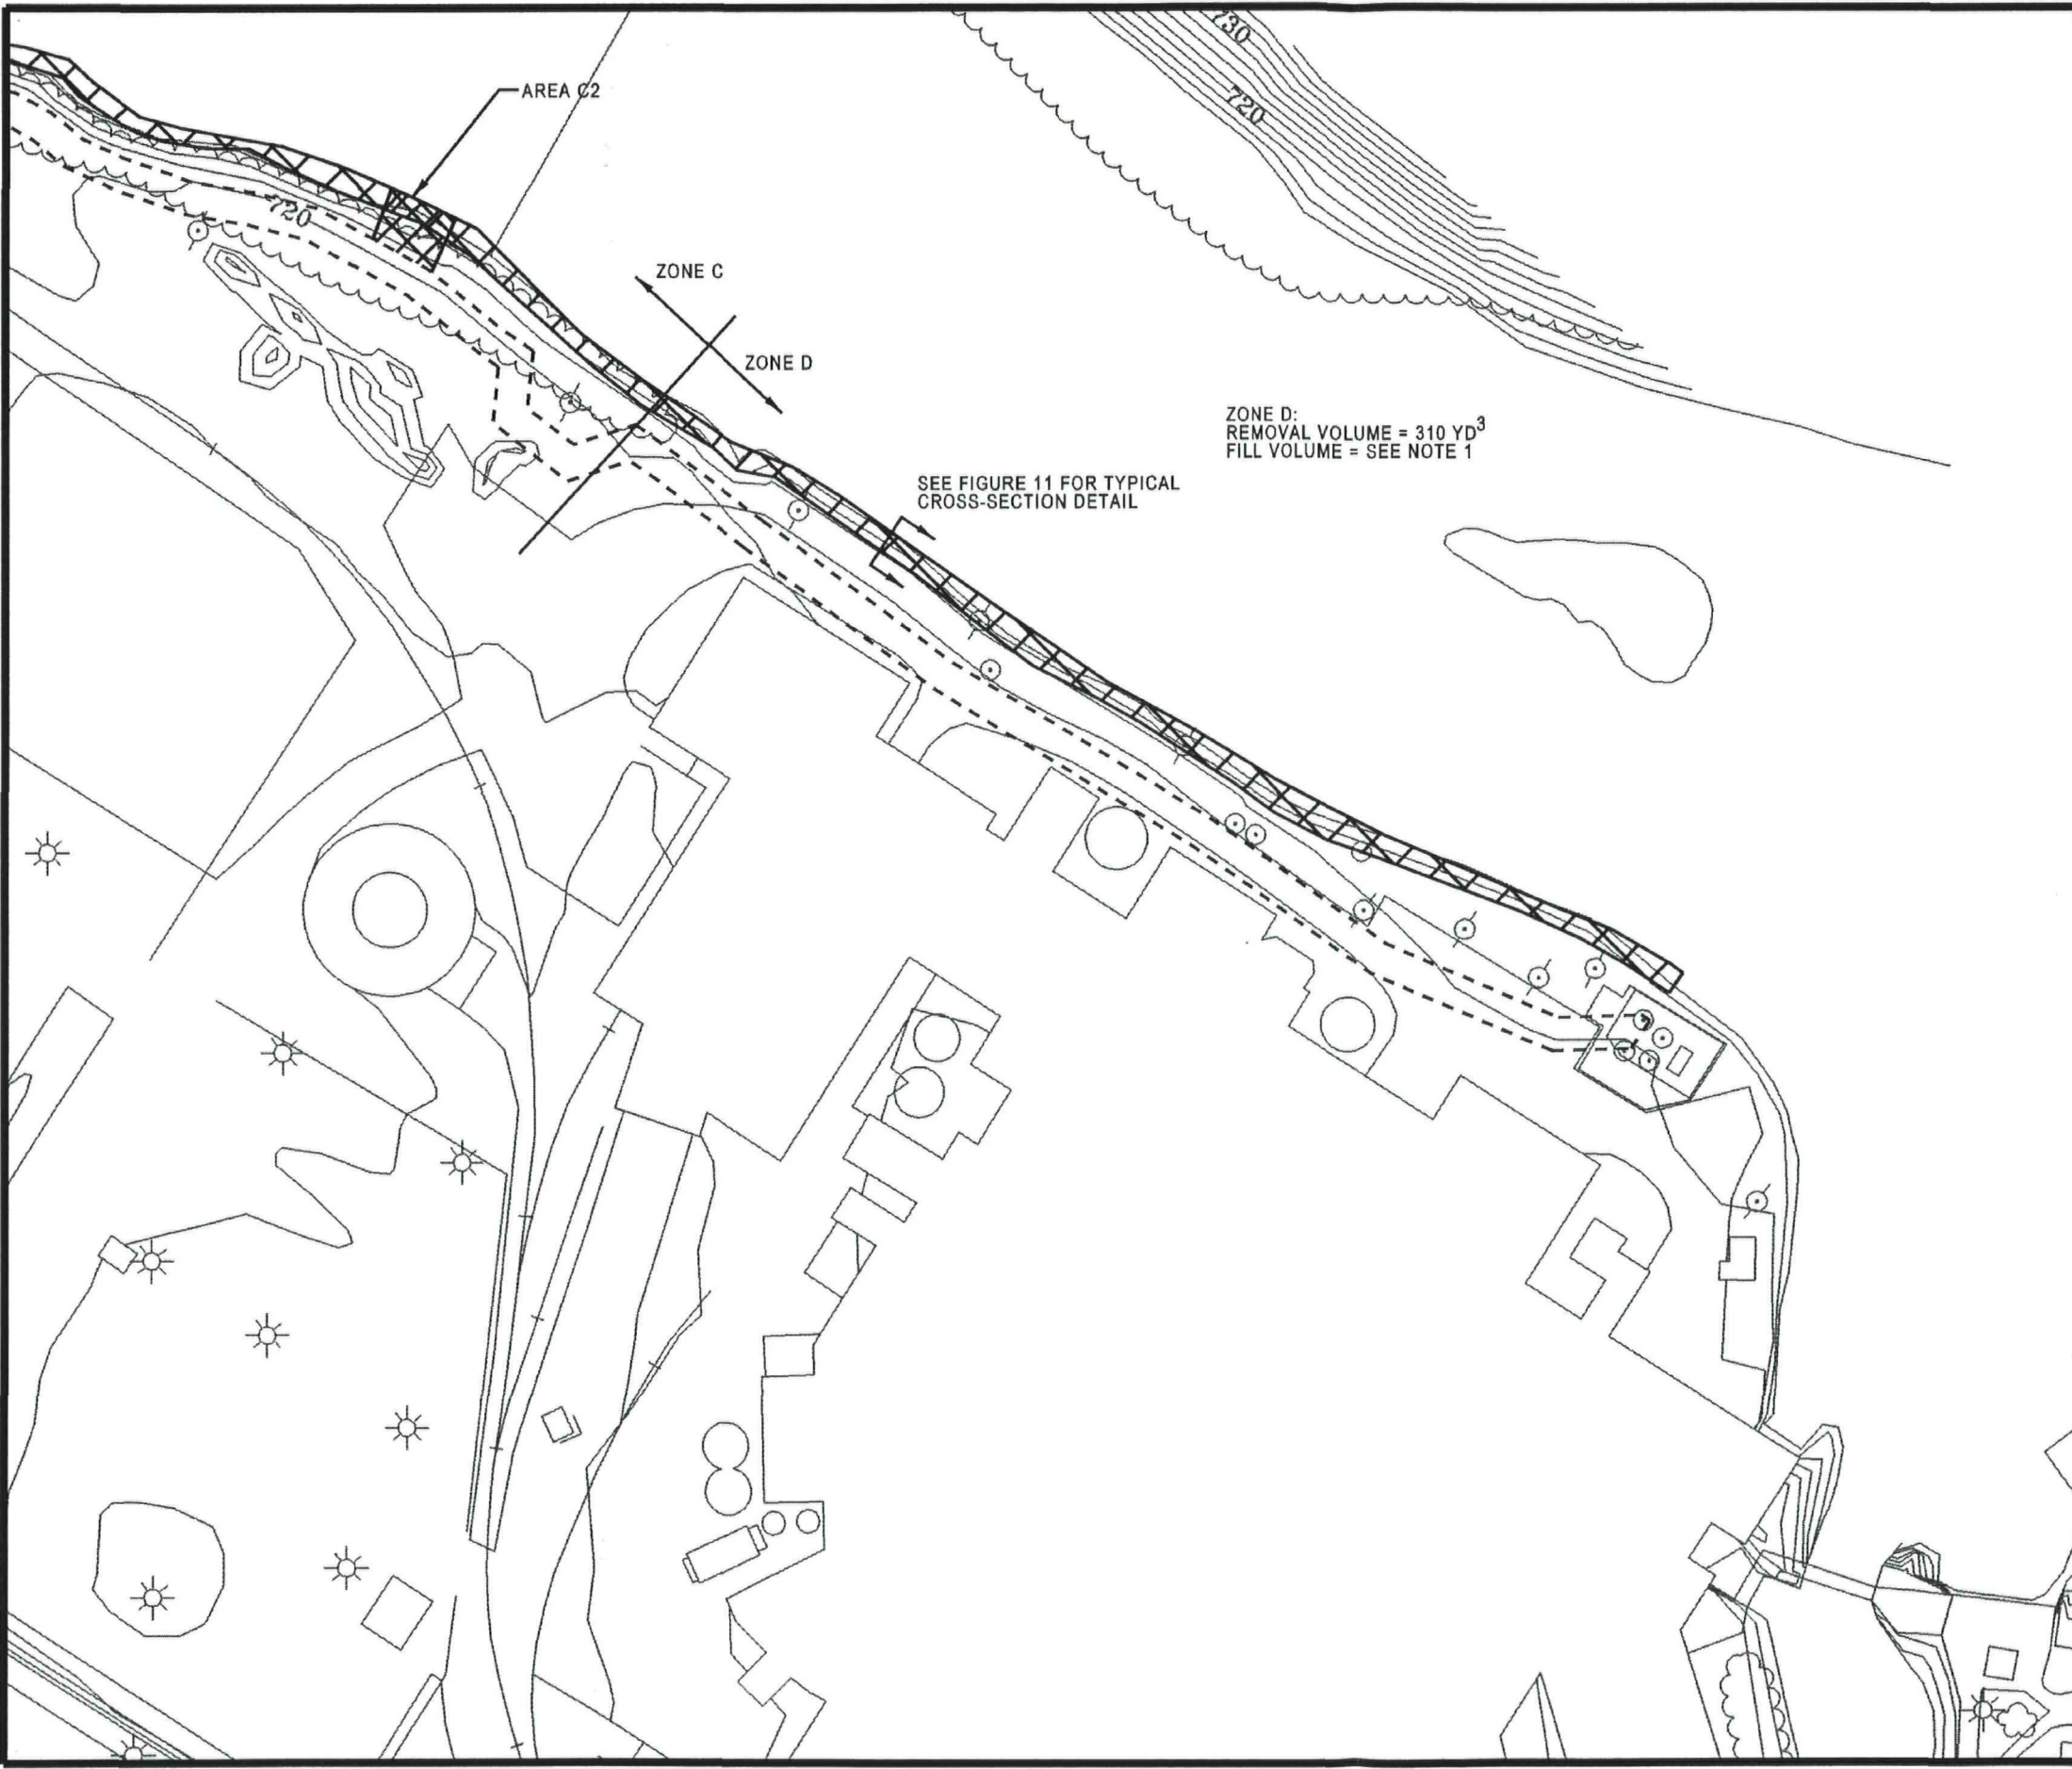 730
720
AREA C2
720
ZONE C
ZONE D
ZONE D:
REMOVAL VOLUME = 310 YD³
FILL VOLUME = SEE NOTE 1
SEE FIGURE 11 FOR TYPICAL
CROSS-SECTION DETAIL